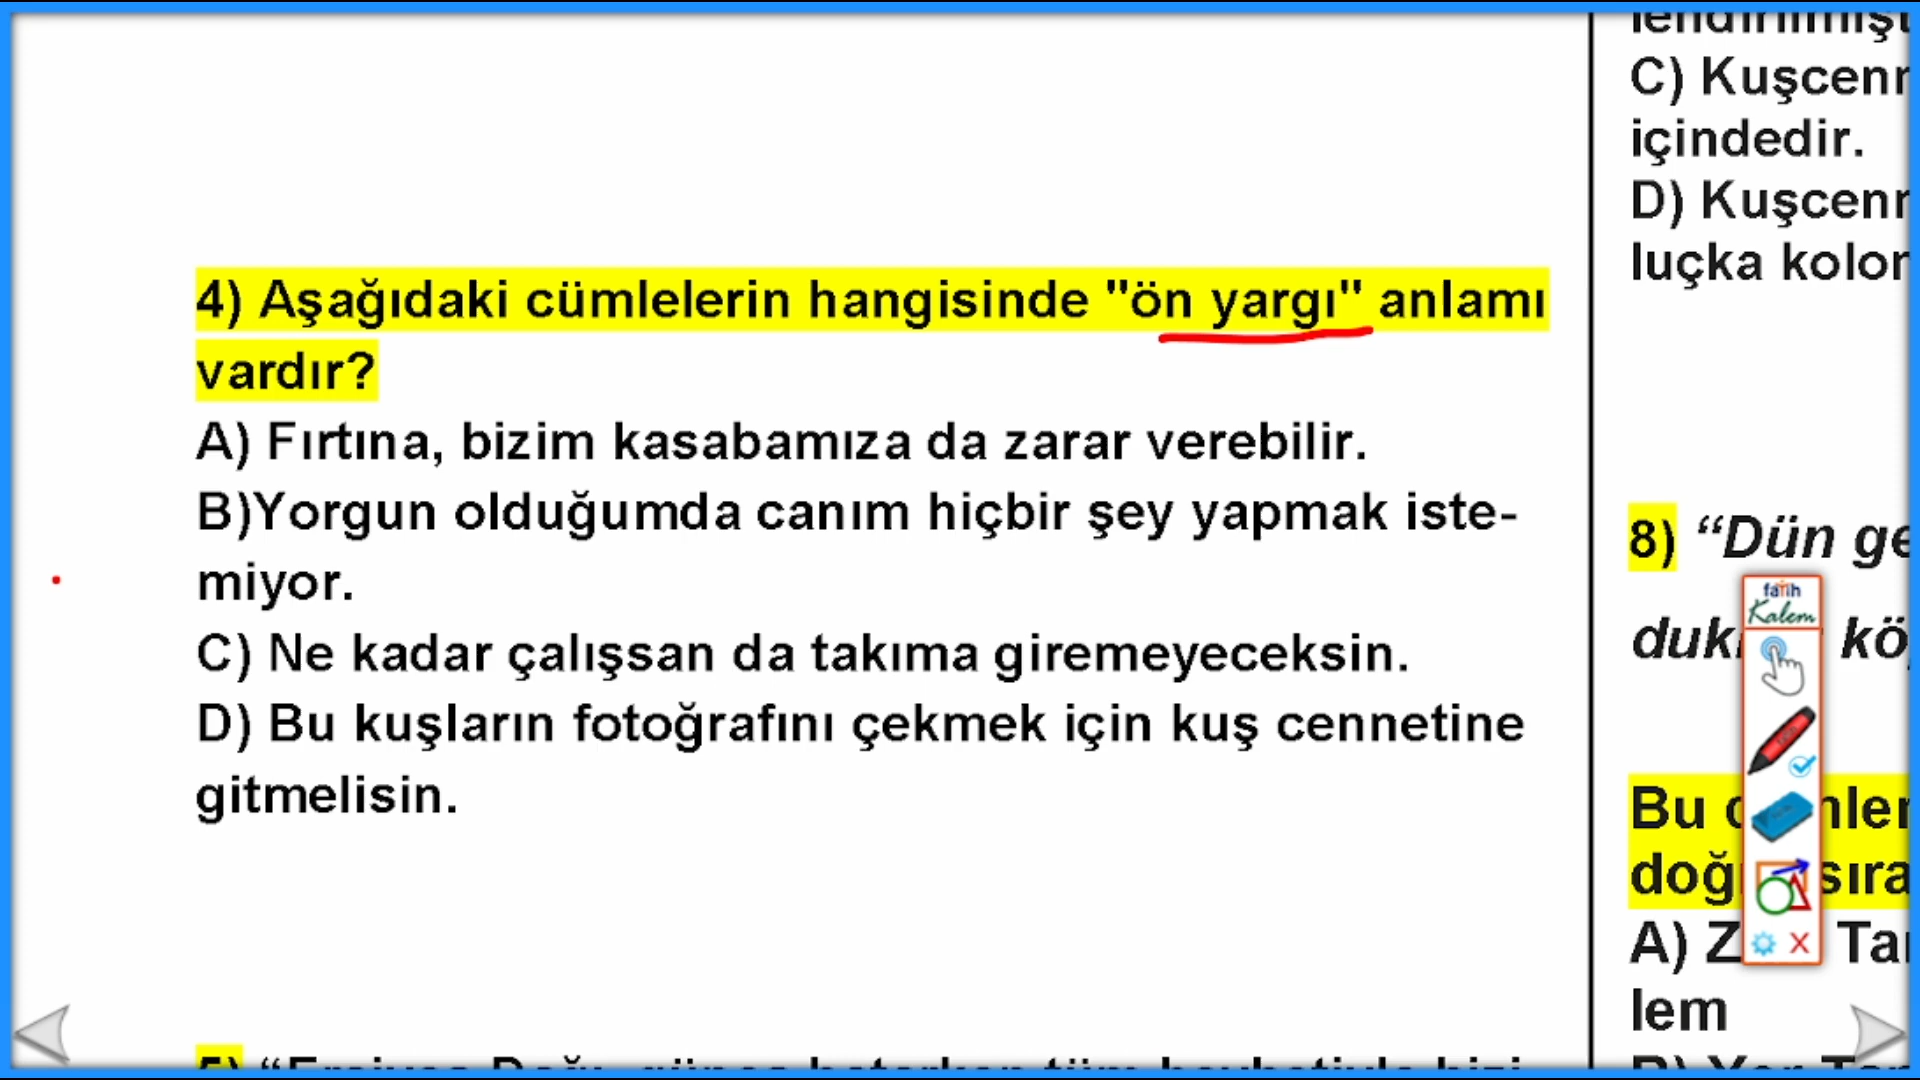 4) Aşağıdaki cümlelerin hangisinde "ön yargı" anlamı
vardır?
A) Fırtına, bizim kasabamıza da zarar verebilir.
B)Yorgun olduğumda canım hiçbir şey yapmak iste-
miyor.
C) Ne kadar çalışsan da takıma giremeyeceksin.
D) Bu kuşların fotoğrafını çekmek için kuş cennetine
gitmelisin.
C) Kuşcenn
içindedir.
D) Kuşcenn
luçka kolon
8) “Dün ge
kö
Bu
doğ sıra
A) Z Tar
lem
fatih
Kalem